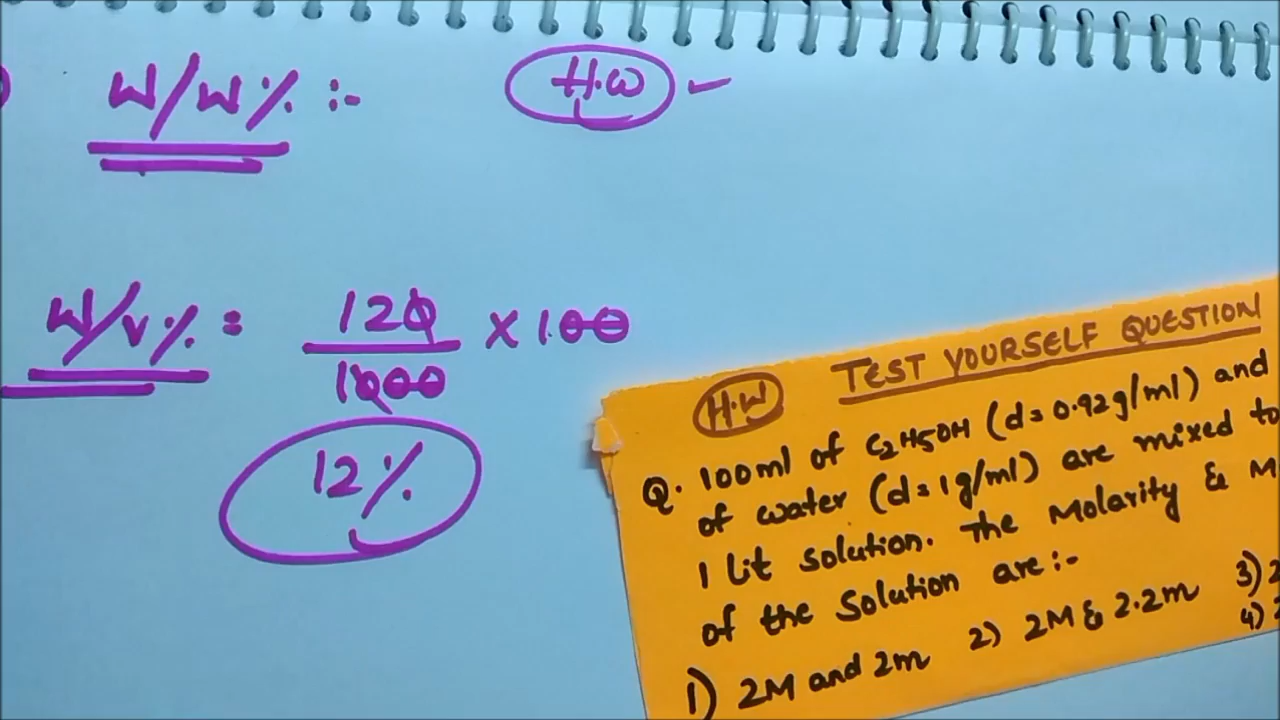 W/W% :-
H.W
W/V% = 120/1000 × 100
12%
H.W
TEST YOURSELF QUESTION
Q. 100ml of C2H5OH (d=0.92g/ml) and
of water (d=1g/ml) are mixed to
1 lit solution. The Molarity & M
of the Solution are:-
1) 2M and 2m 2) 2M & 2.2m 3) 2
4) 2